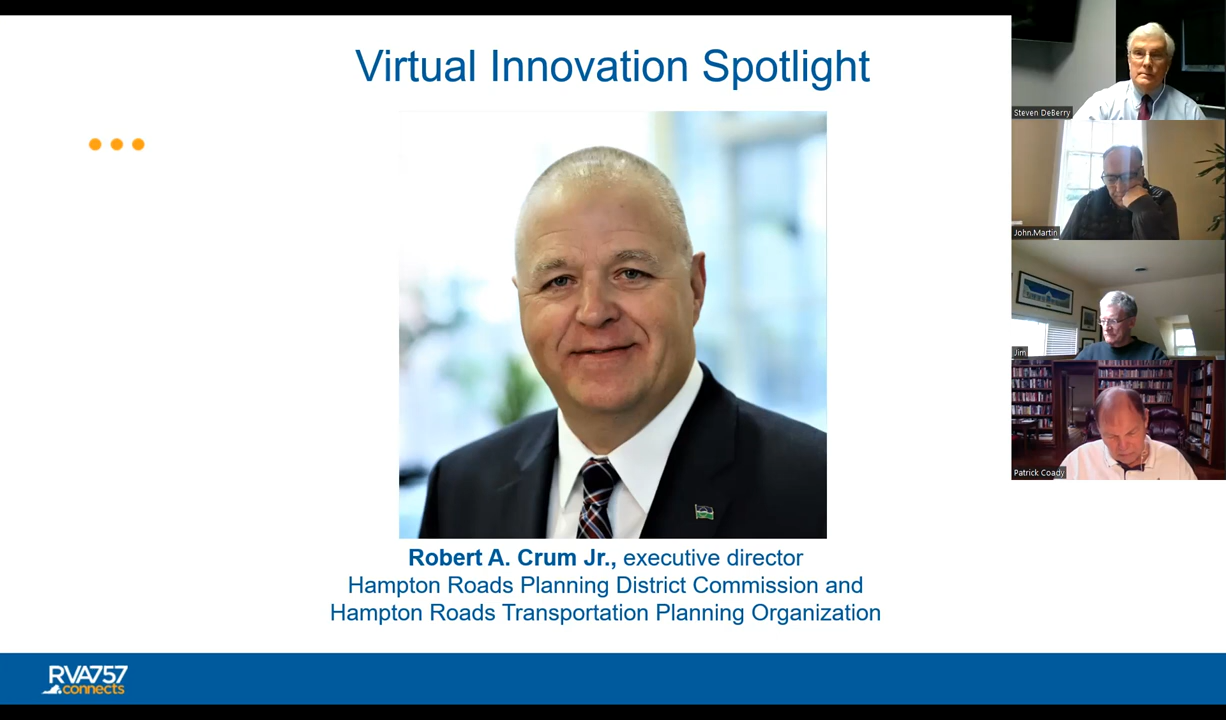 Virtual Innovation Spotlight
Robert A. Crum Jr., executive director
Hampton Roads Planning District Commission and
Hampton Roads Transportation Planning Organization
RVA757
connects
Steven DeBerry
John.Martin
Jim
Patrick Coady